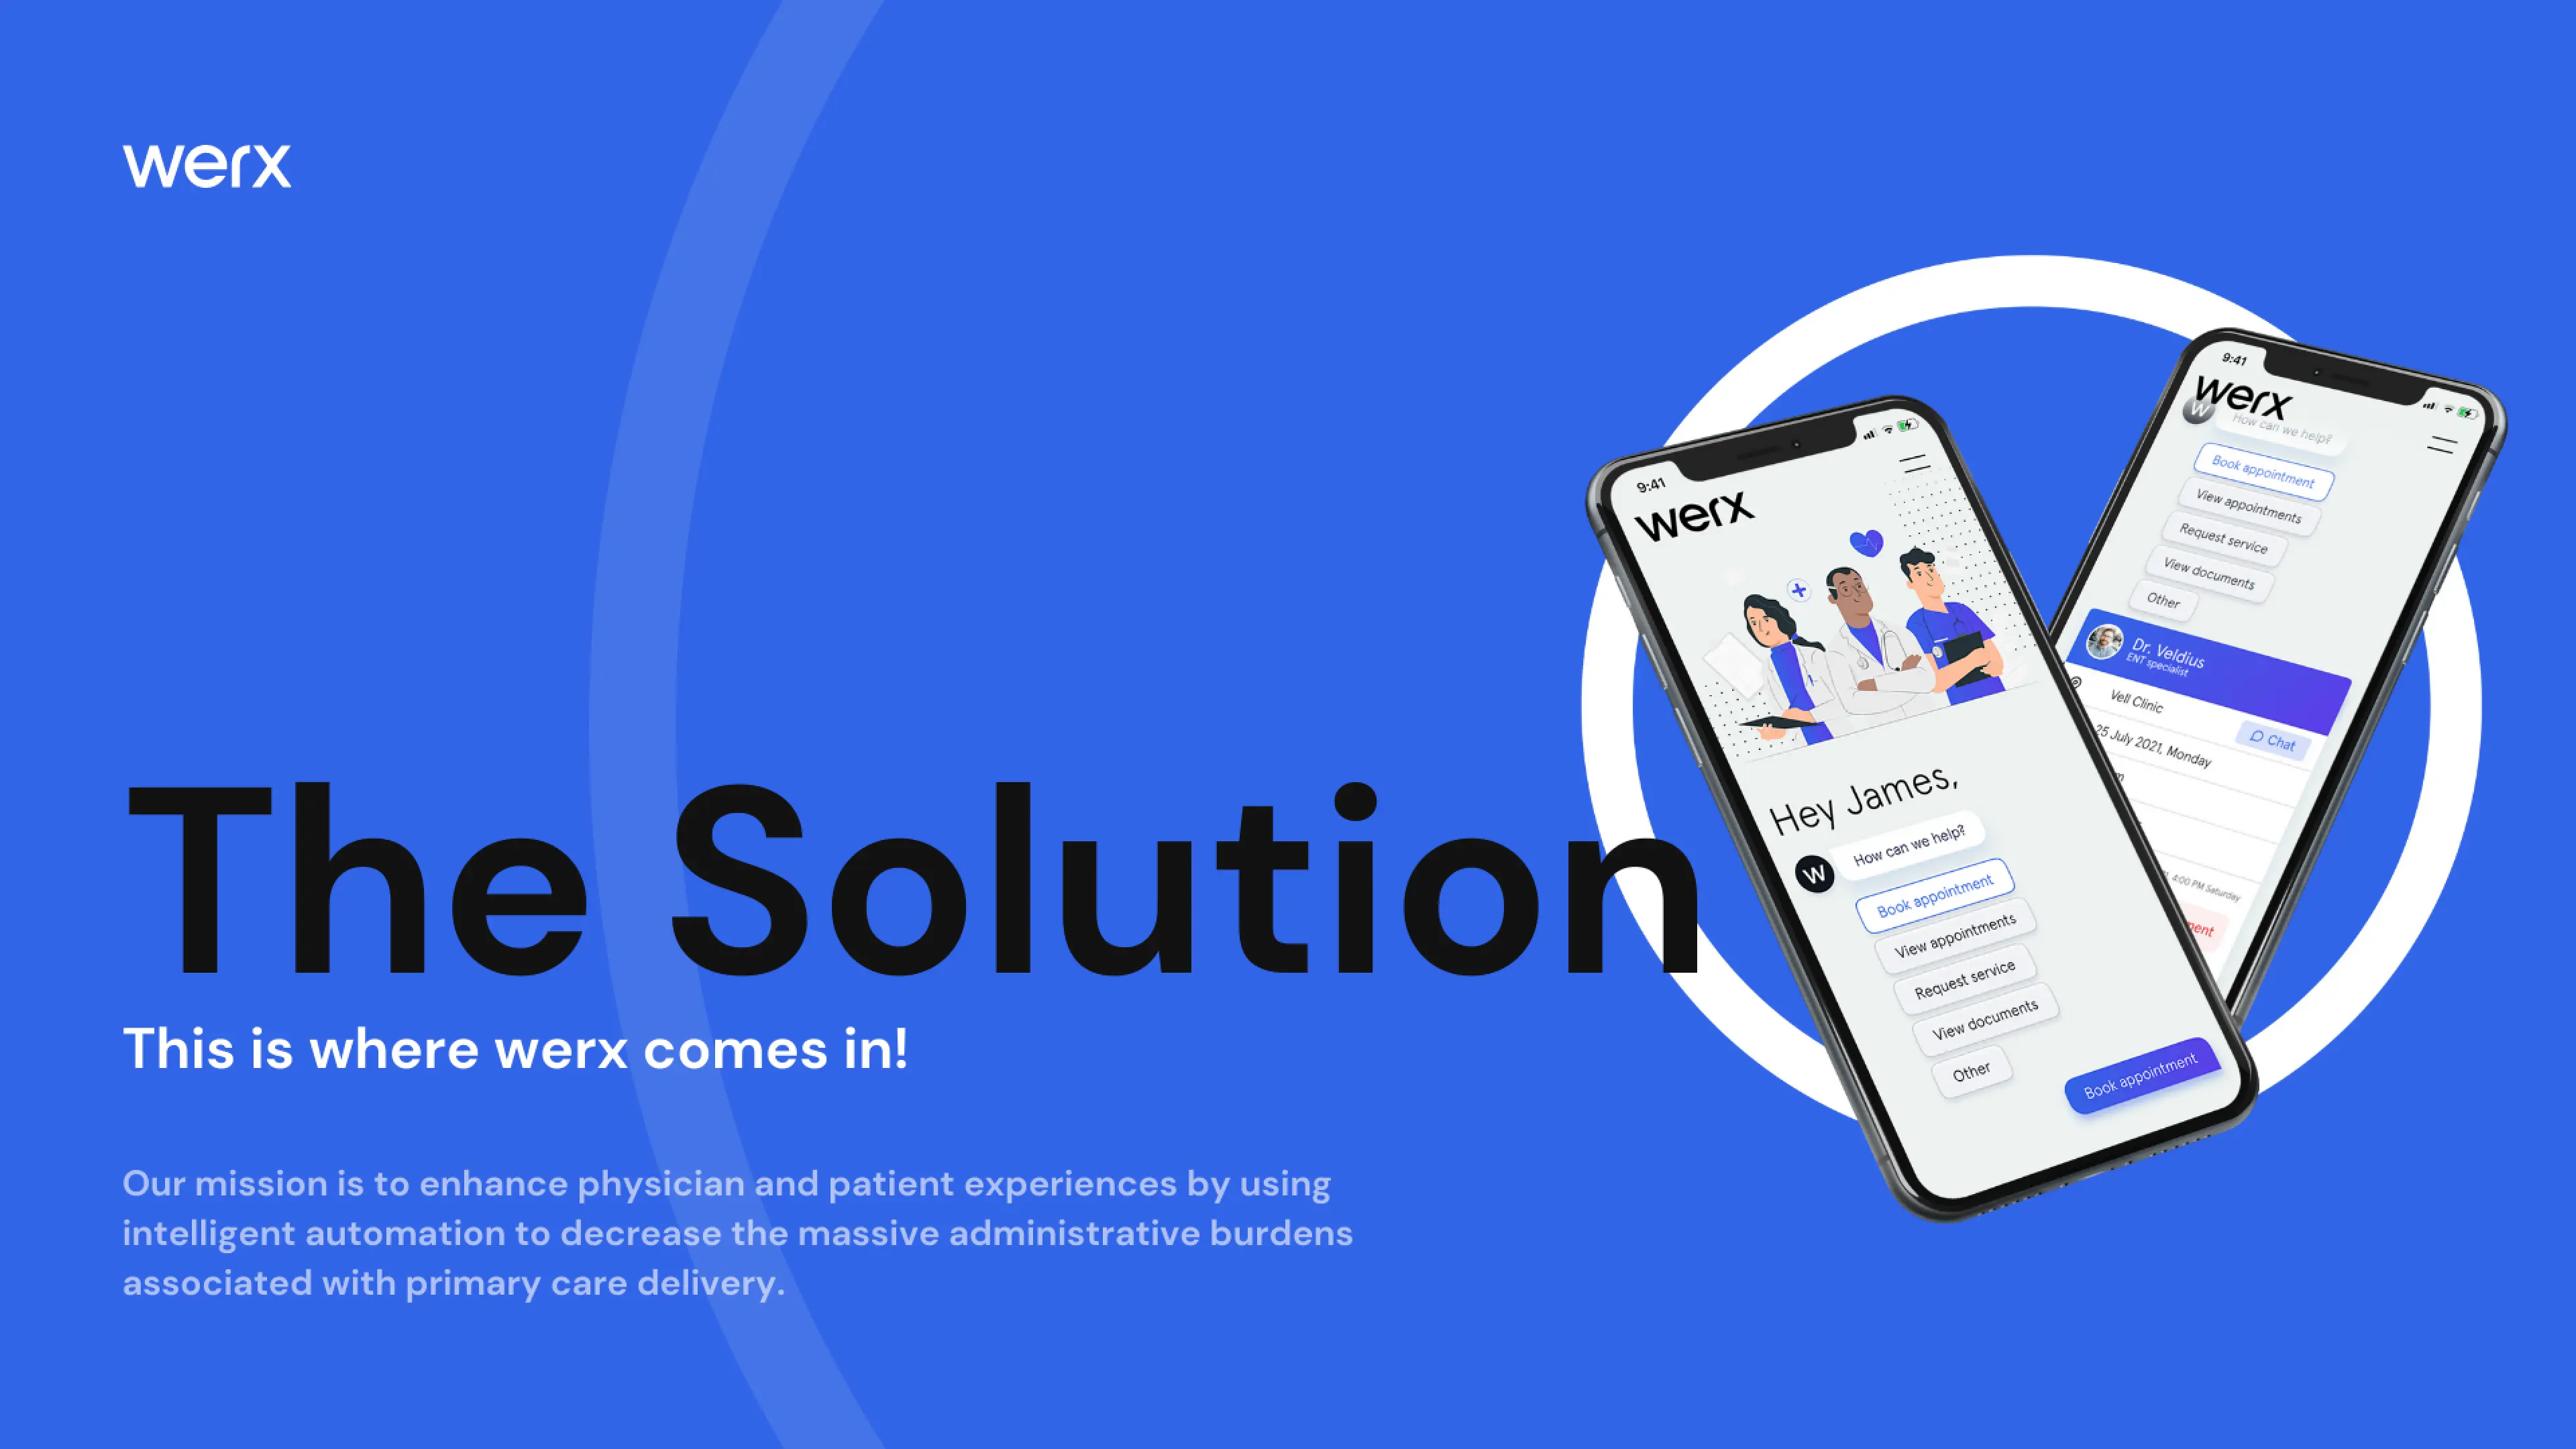 werx
The Solution
This is where werx comes in!
Our mission is to enhance physician and patient experiences by using
intelligent automation to decrease the massive administrative burdens
associated with primary care delivery.
9:41
werx
Hey James,
W
How can we help?
Book appointment
View appointments
Request service
View documents
Other
Book appointment
9:41
werx
W
How can we help?
Book appointment
View appointments
Request service
View documents
Other
Dr. Veldius
ENT specialist
Vell Clinic
25 July 2021, Monday
Chat
4:00 PM Saturday